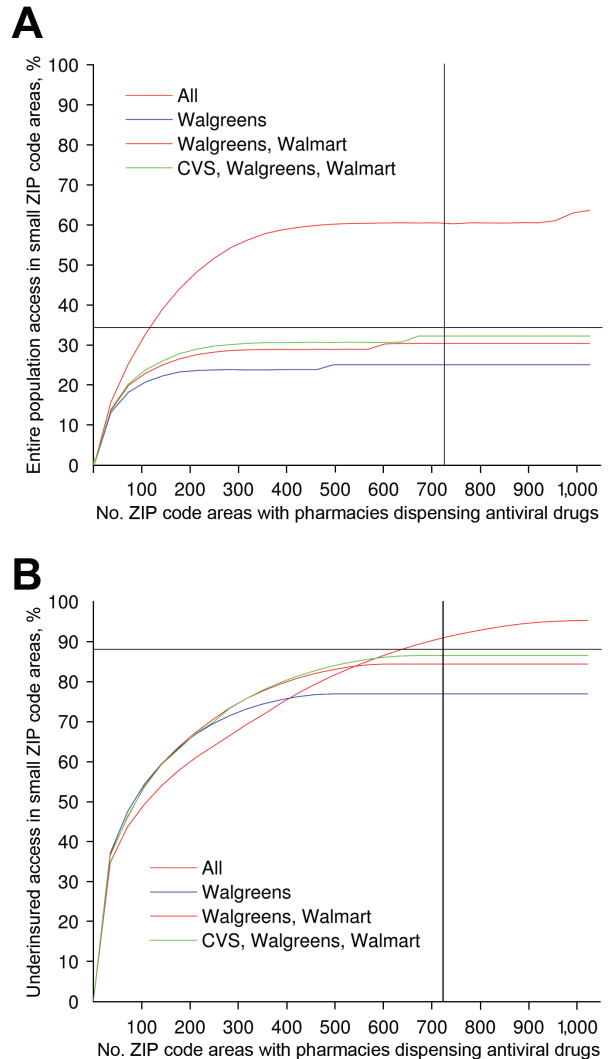 A
Entire population access in small ZIP code areas, %
100
90
80
70
60
50
40
30
20
10
0
All
Walgreens
Walgreens, Walmart
CVS, Walgreens, Walmart
100 200 300 400 500 600 700 800 900 1,000
No. ZIP code areas with pharmacies dispensing antiviral drugs
B
Underinsured access in small ZIP code areas, %
100
90
80
70
60
50
40
30
20
10
0
All
Walgreens
Walgreens, Walmart
CVS, Walgreens, Walmart
100 200 300 400 500 600 700 800 900 1,000
No. ZIP code areas with pharmacies dispensing antiviral drugs